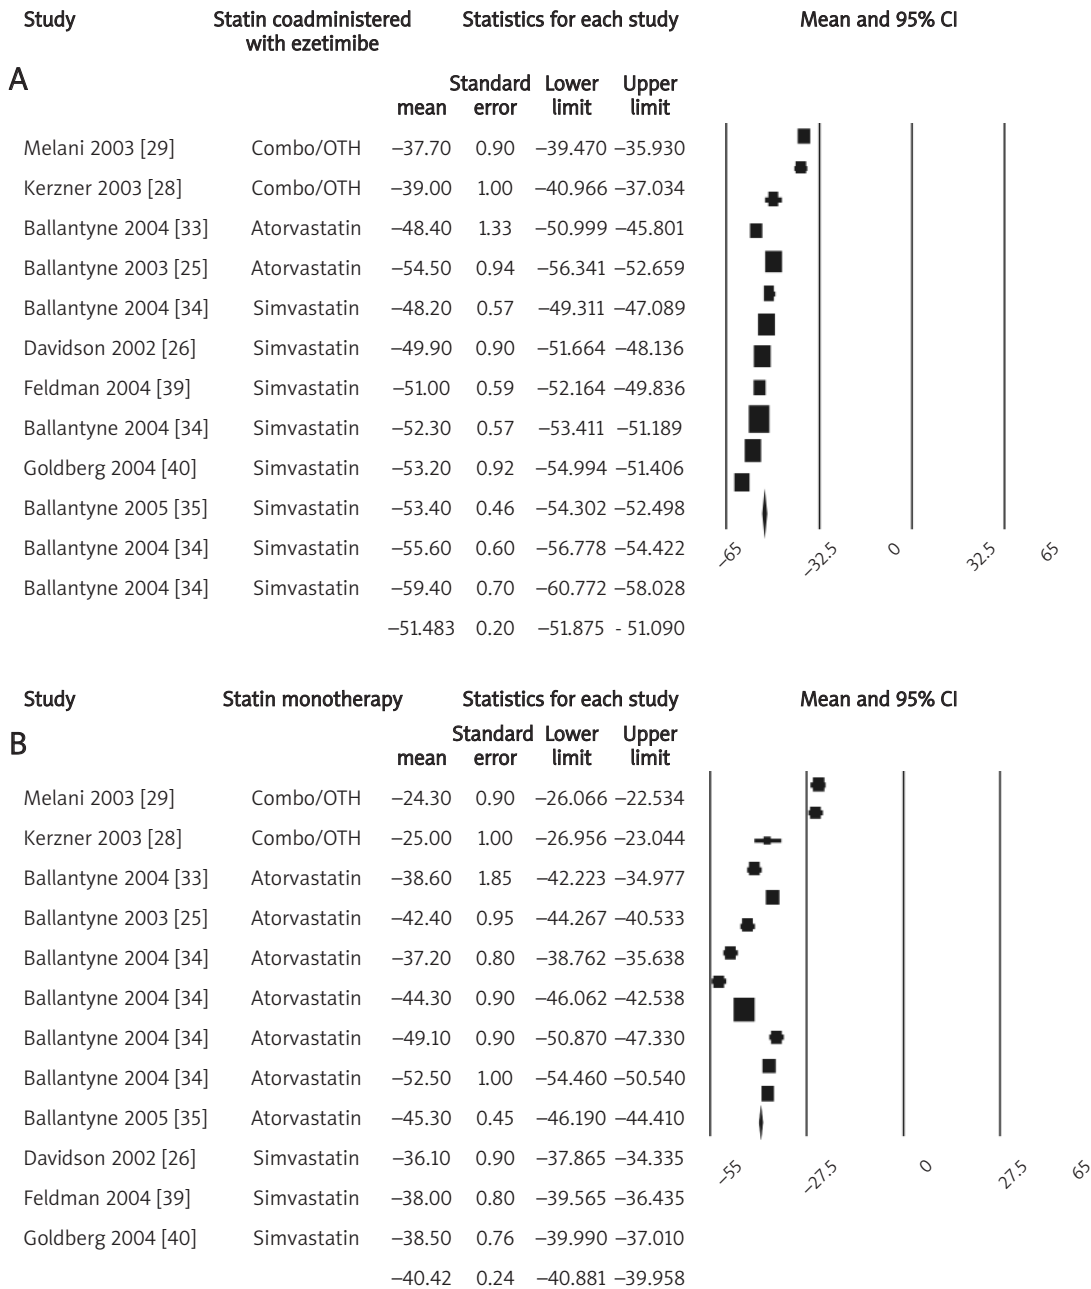 Study Statin coadministered Statistics for each study Mean and 95% CI
with ezetimibe
A
Standard Lower Upper
mean error limit limit
Melani 2003 [29] Combo/OTH –37.70 0.90 –39.470 –35.930
Kerzner 2003 [28] Combo/OTH –39.00 1.00 –40.966 –37.034
Ballantyne 2004 [33] Atorvastatin –48.40 1.33 –50.999 –45.801
Ballantyne 2003 [25] Atorvastatin –54.50 0.94 –56.341 –52.659
Ballantyne 2004 [34] Simvastatin –48.20 0.57 –49.311 –47.089
Davidson 2002 [26] Simvastatin –49.90 0.90 –51.664 –48.136
Feldman 2004 [39] Simvastatin –51.00 0.59 –52.164 –49.836
Ballantyne 2004 [34] Simvastatin –52.30 0.57 –53.411 –51.189
Goldberg 2004 [40] Simvastatin –53.20 0.92 –54.994 –51.406
Ballantyne 2005 [35] Simvastatin –53.40 0.46 –54.302 –52.498
Ballantyne 2004 [34] Simvastatin –55.60 0.60 –56.778 –54.422
Ballantyne 2004 [34] Simvastatin –59.40 0.70 –60.772 –58.028
–51.483 0.20 –51.875 - 51.090
–65 –32.5 0 32.5 65
Study Statin monotherapy Statistics for each study Mean and 95% CI
B
Standard Lower Upper
mean error limit limit
Melani 2003 [29] Combo/OTH –24.30 0.90 –26.066 –22.534
Kerzner 2003 [28] Combo/OTH –25.00 1.00 –26.956 –23.044
Ballantyne 2004 [33] Atorvastatin –38.60 1.85 –42.223 –34.977
Ballantyne 2003 [25] Atorvastatin –42.40 0.95 –44.267 –40.533
Ballantyne 2004 [34] Atorvastatin –37.20 0.80 –38.762 –35.638
Ballantyne 2004 [34] Atorvastatin –44.30 0.90 –46.062 –42.538
Ballantyne 2004 [34] Atorvastatin –49.10 0.90 –50.870 –47.330
Ballantyne 2004 [34] Atorvastatin –52.50 1.00 –54.460 –50.540
Ballantyne 2005 [35] Atorvastatin –45.30 0.45 –46.190 –44.410
Davidson 2002 [26] Simvastatin –36.10 0.90 –37.865 –34.335
Feldman 2004 [39] Simvastatin –38.00 0.80 –39.565 –36.435
Goldberg 2004 [40] Simvastatin –38.50 0.76 –39.990 –37.010
–40.42 0.24 –40.881 –39.958
–55 –27.5 0 27.5 65